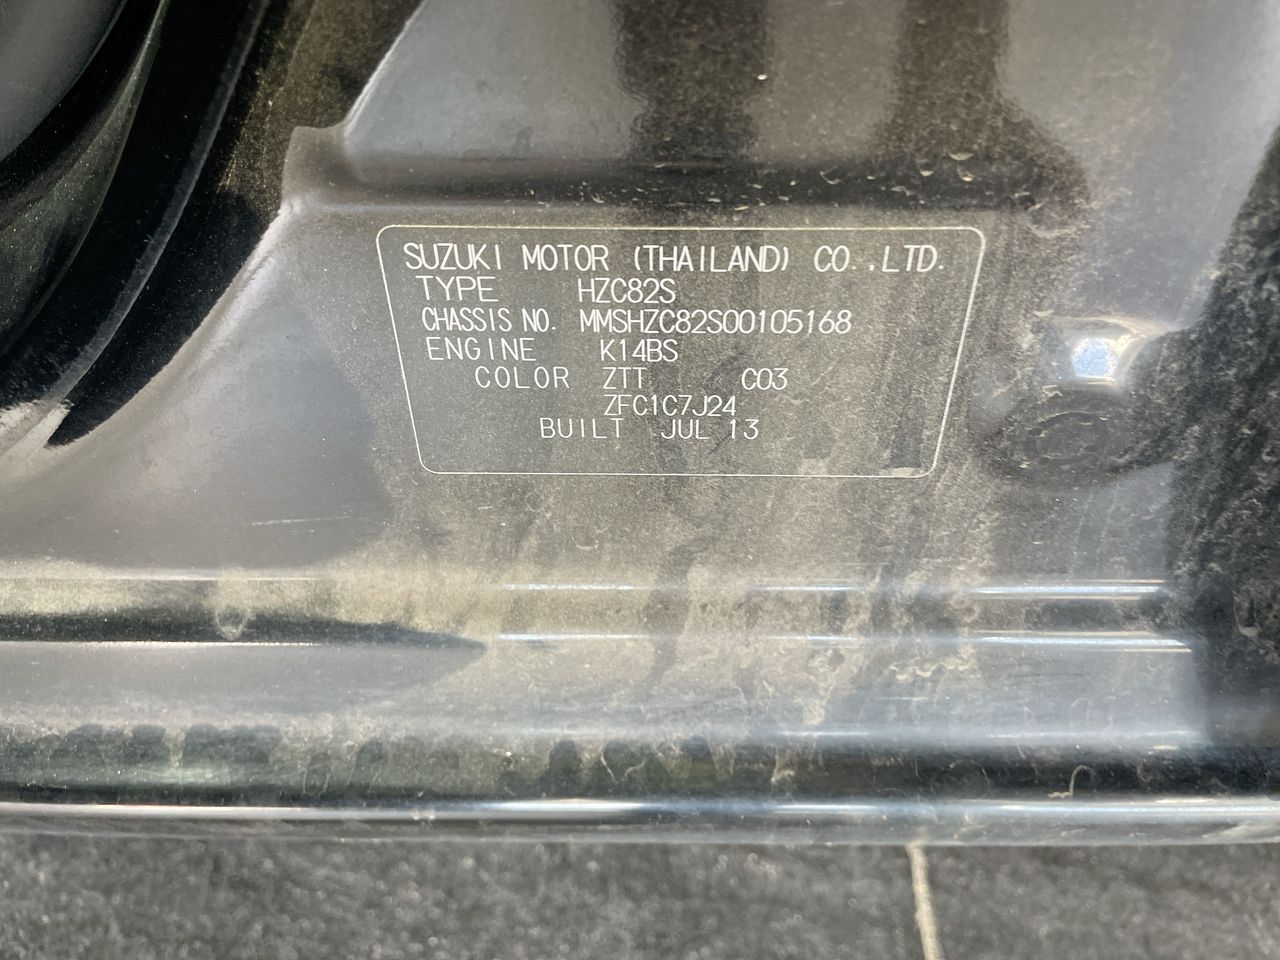 SUZUKI MOTOR (THAILAND) CO.,LTD.
TYPE HZC82S
CHASSIS NO. MMSHZC82S00105168
ENGINE K14BS
COLOR ZTT C03
ZFC1C7J24
BUILT JUL 13